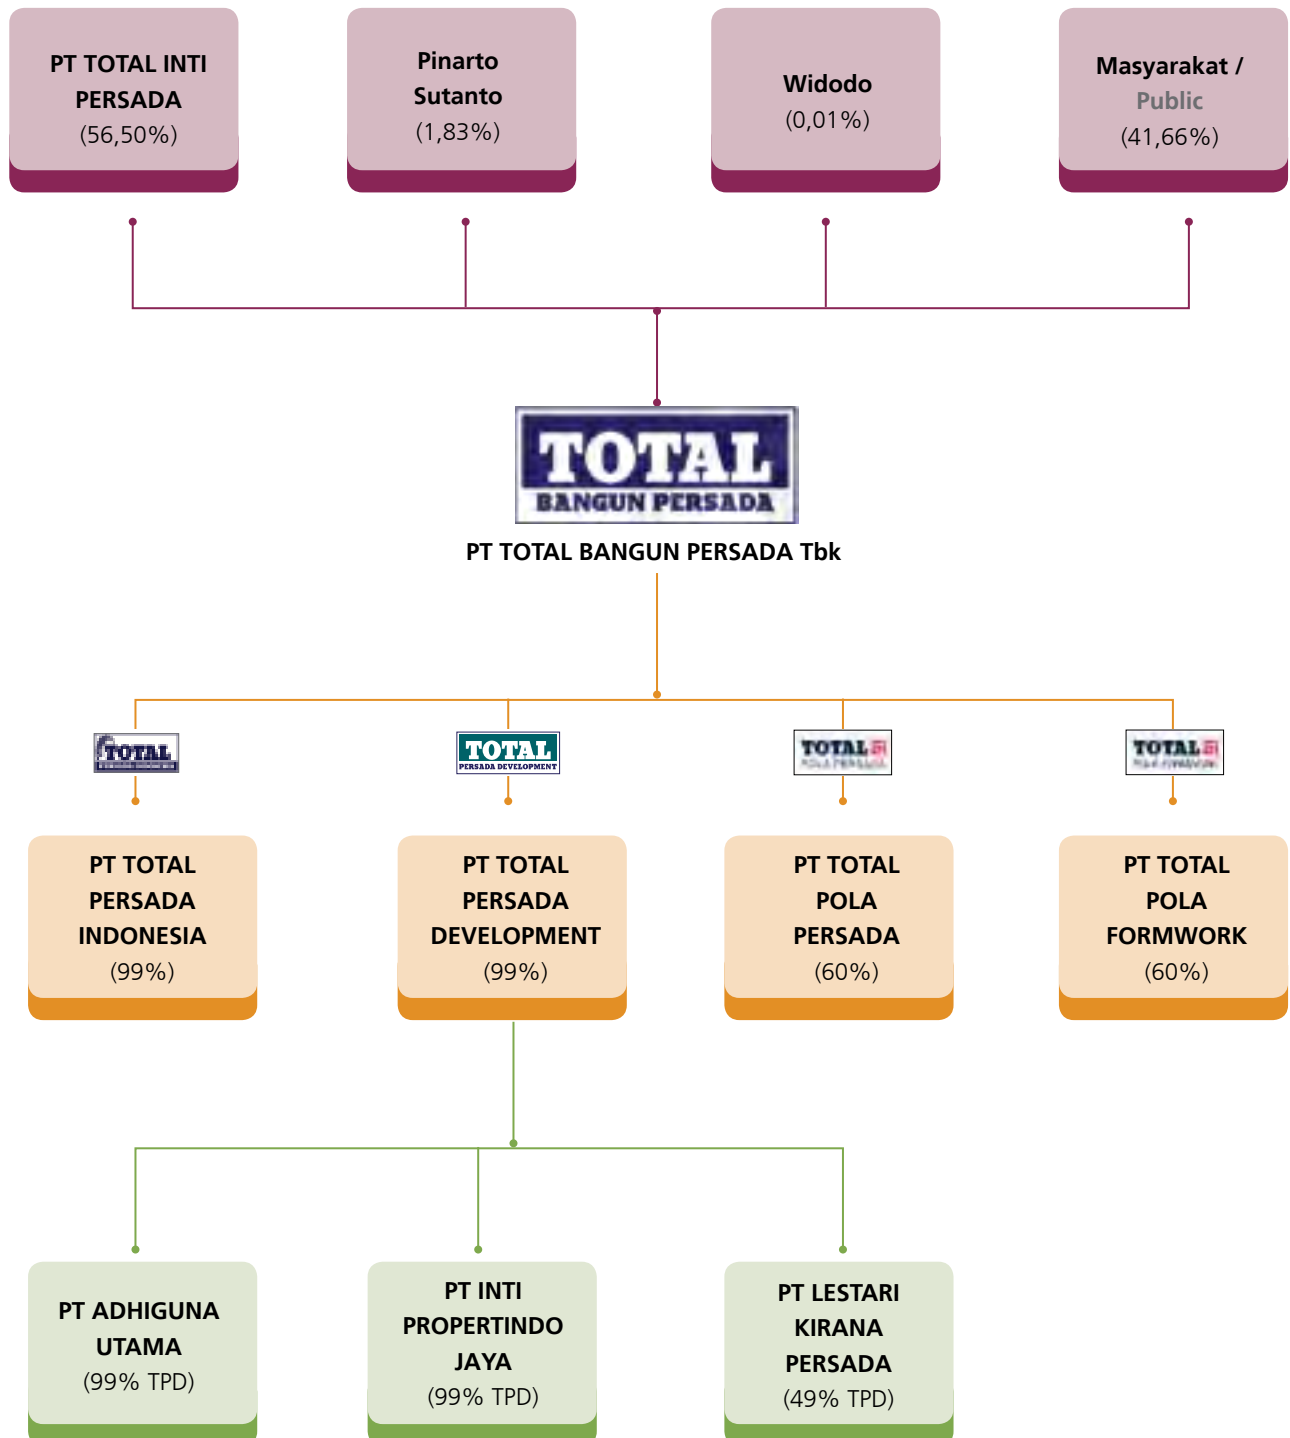 PT TOTAL INTI
PERSADA
(56,50%)
Pinarto
Sutanto
(1,83%)
Widodo
(0,01%)
Masyarakat /
Public
(41,66%)
TOTAL
BANGUN PERSADA
PT TOTAL BANGUN PERSADA Tbk
TOTAL
TOTAL
PERSADA DEVELOPMENT
TOTAL
POLA PERSADA
TOTAL
PT TOTAL
PERSADA
INDONESIA
(99%)
PT TOTAL
PERSADA
DEVELOPMENT
(99%)
PT TOTAL
POLA
PERSADA
(60%)
PT TOTAL
POLA
FORMWORK
(60%)
PT ADHIGUNA
UTAMA
(99% TPD)
PT INTI
PROPERTINDO
JAYA
(99% TPD)
PT LESTARI
KIRANA
PERSADA
(49% TPD)